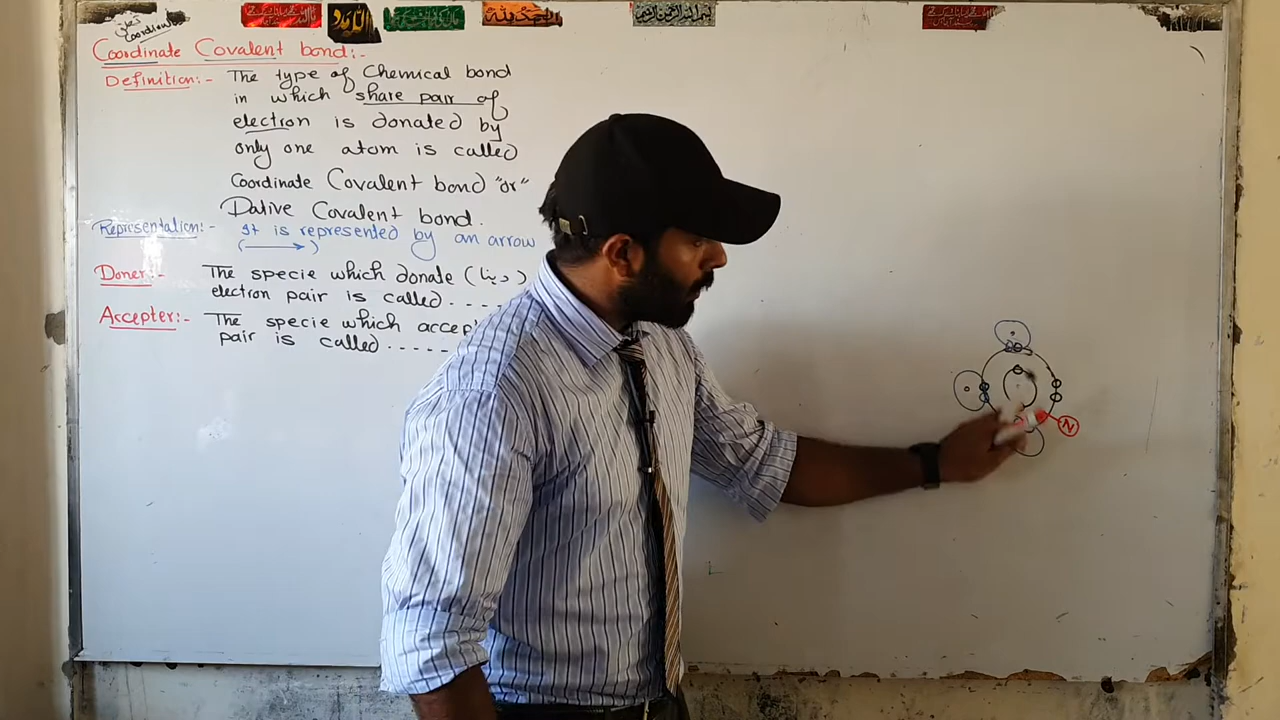 Coordinate Covalent bond:-
Definition:- The type of Chemical bond
in which share pair of
electron is donated by
only one atom is called
Coordinate Covalent bond "or"
Dative Covalent bond.
Representation:- It is represented by an arrow
(⟶)
Doner:- The specie which donate (دینا)
electron pair is called . . . .
Accepter:- The specie which accep
pair is called . . . . .
N